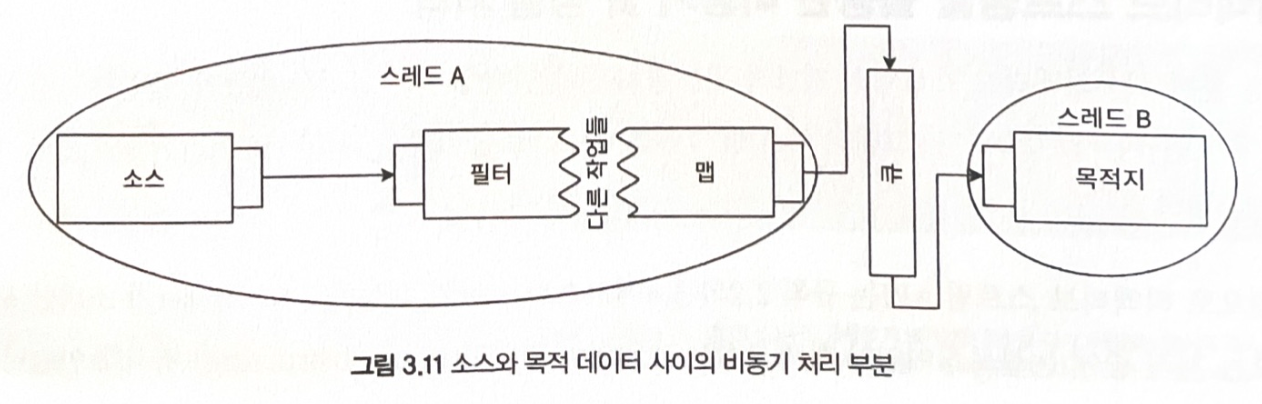 스레드 A
소스
필터
다른 작업들
맵
큐
스레드 B
목적지
그림 3.11 소스와 목적 데이터 사이의 비동기 처리 부분